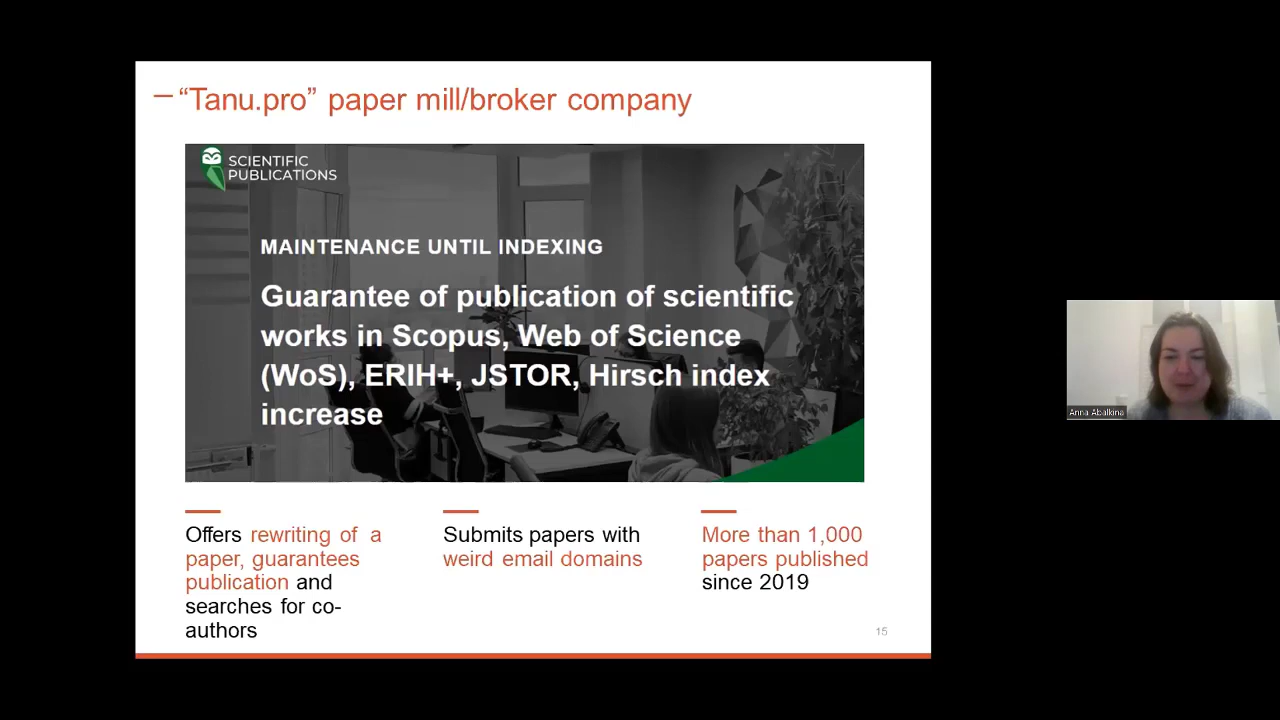 “Tanu.pro” paper mill/broker company
SCIENTIFIC
PUBLICATIONS
MAINTENANCE UNTIL INDEXING
Guarantee of publication of scientific
works in Scopus, Web of Science
(WoS), ERIH+, JSTOR, Hirsch index
increase
Offers rewriting of a
paper, guarantees
publication and
searches for co-
authors
Submits papers with
weird email domains
More than 1,000
papers published
since 2019
15
Anna Abalkina